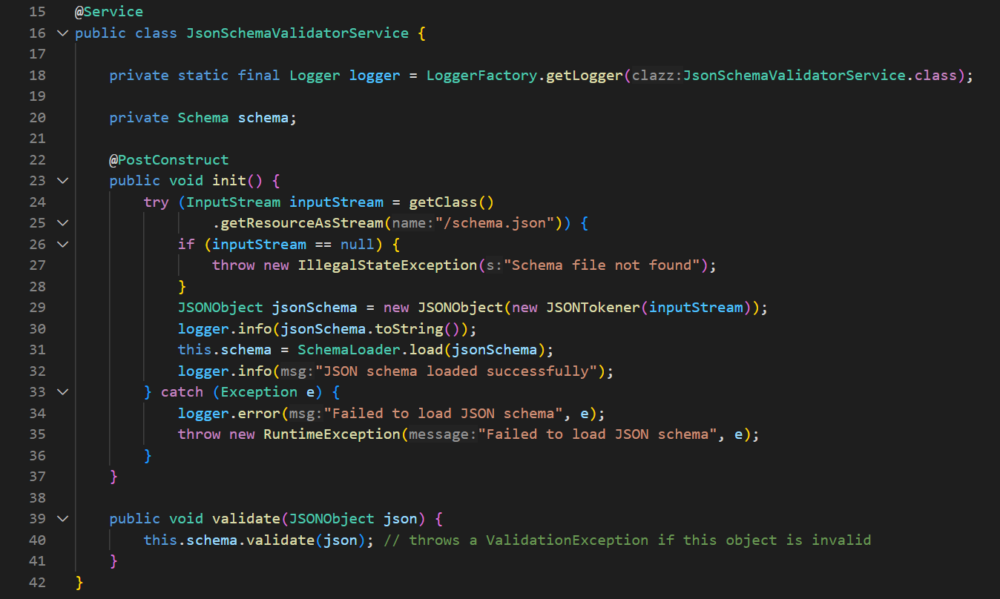 15 @Service
16 public class JsonSchemaValidatorService {
17
18     private static final Logger logger = LoggerFactory.getLogger(clazz:JsonSchemaValidatorService.class);
19
20     private Schema schema;
21
22     @PostConstruct
23     public void init() {
24         try (InputStream inputStream = getClass()
25                 .getResourceAsStream(name:"/schema.json")) {
26             if (inputStream == null) {
27                 throw new IllegalStateException(s:"Schema file not found");
28             }
29             JSONObject jsonSchema = new JSONObject(new JSONTokener(inputStream));
30             logger.info(jsonSchema.toString());
31             this.schema = SchemaLoader.load(jsonSchema);
32             logger.info(msg:"JSON schema loaded successfully");
33         } catch (Exception e) {
34             logger.error(msg:"Failed to load JSON schema", e);
35             throw new RuntimeException(message:"Failed to load JSON schema", e);
36         }
37     }
38
39     public void validate(JSONObject json) {
40         this.schema.validate(json); // throws a ValidationException if this object is invalid
41     }
42 }